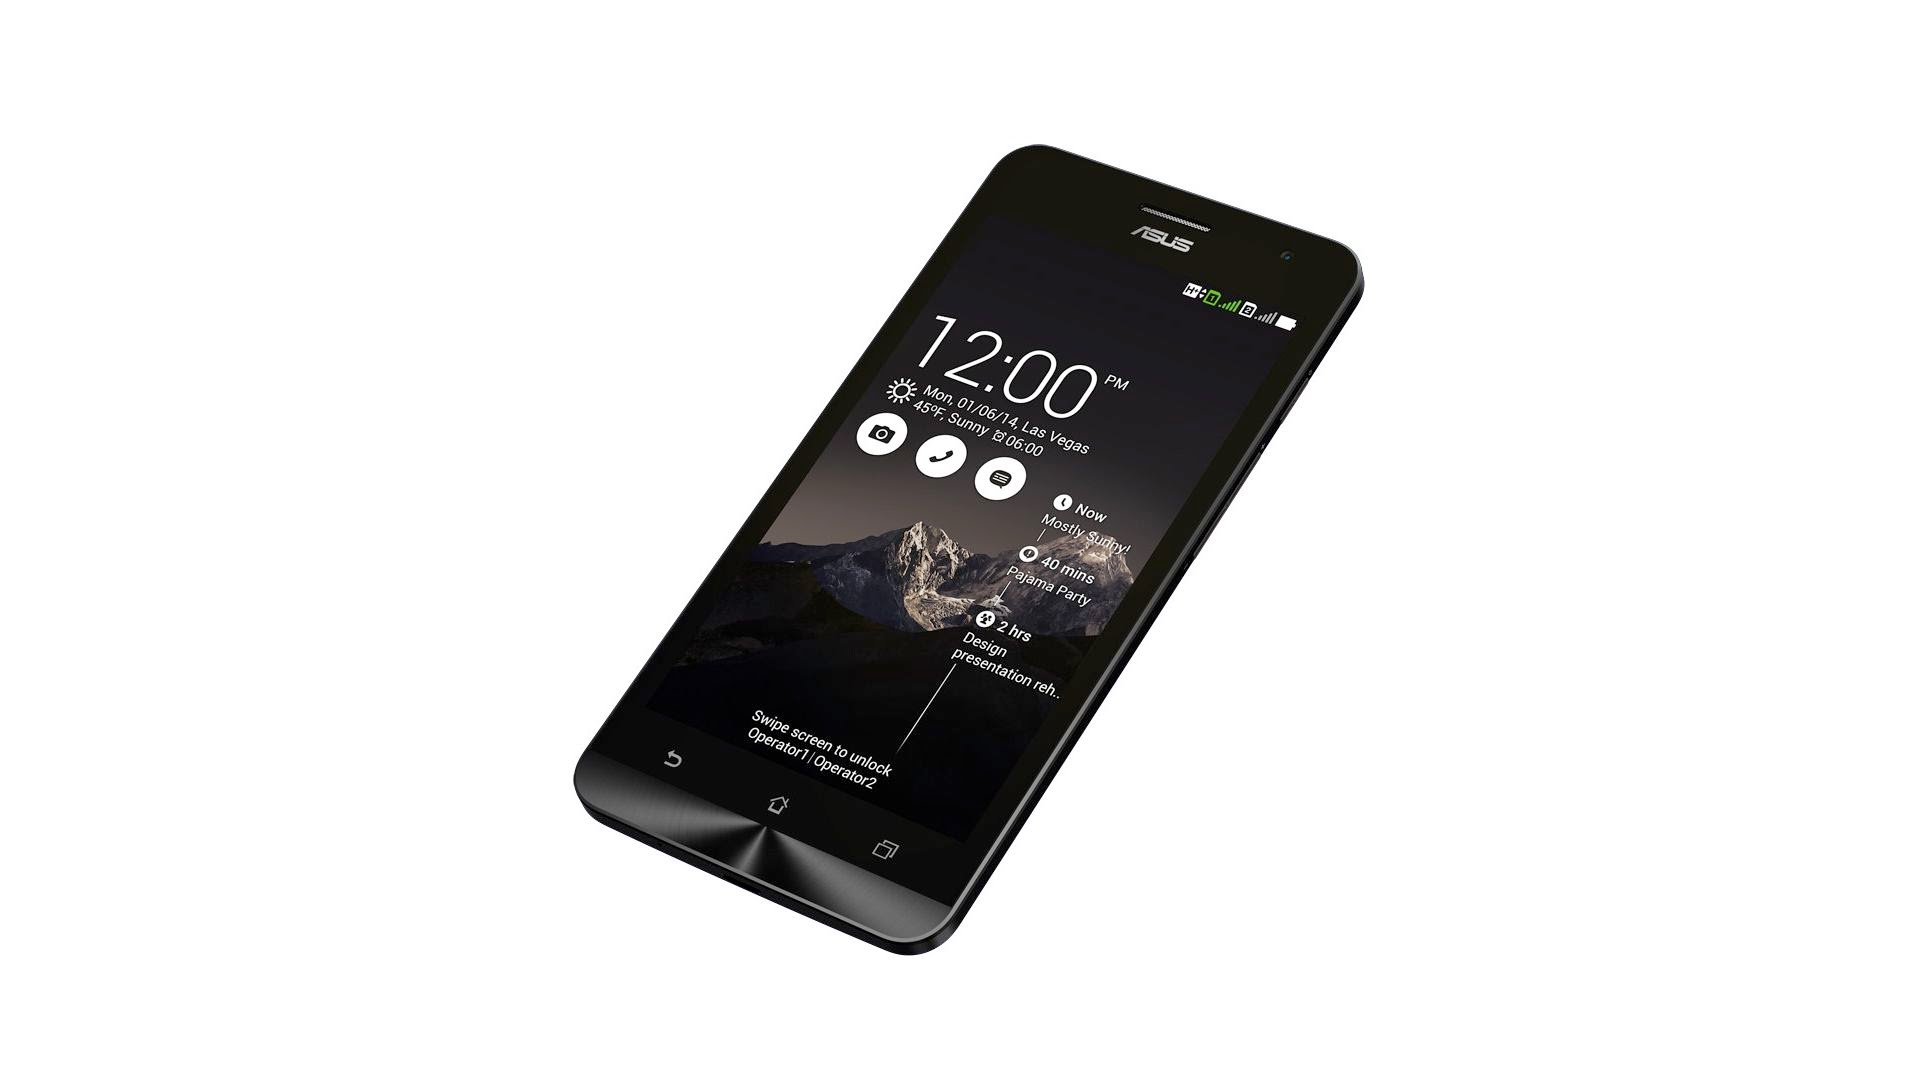 ASUS
H+ 1 2
12:00 PM
Mon, 01/06/14, Las Vegas
45ºF, Sunny 06:00
Now
Mostly Sunny!
40 mins
Pajama Party
2 hrs
Design
presentation reh..
Swipe screen to unlock
Operator1|Operator2